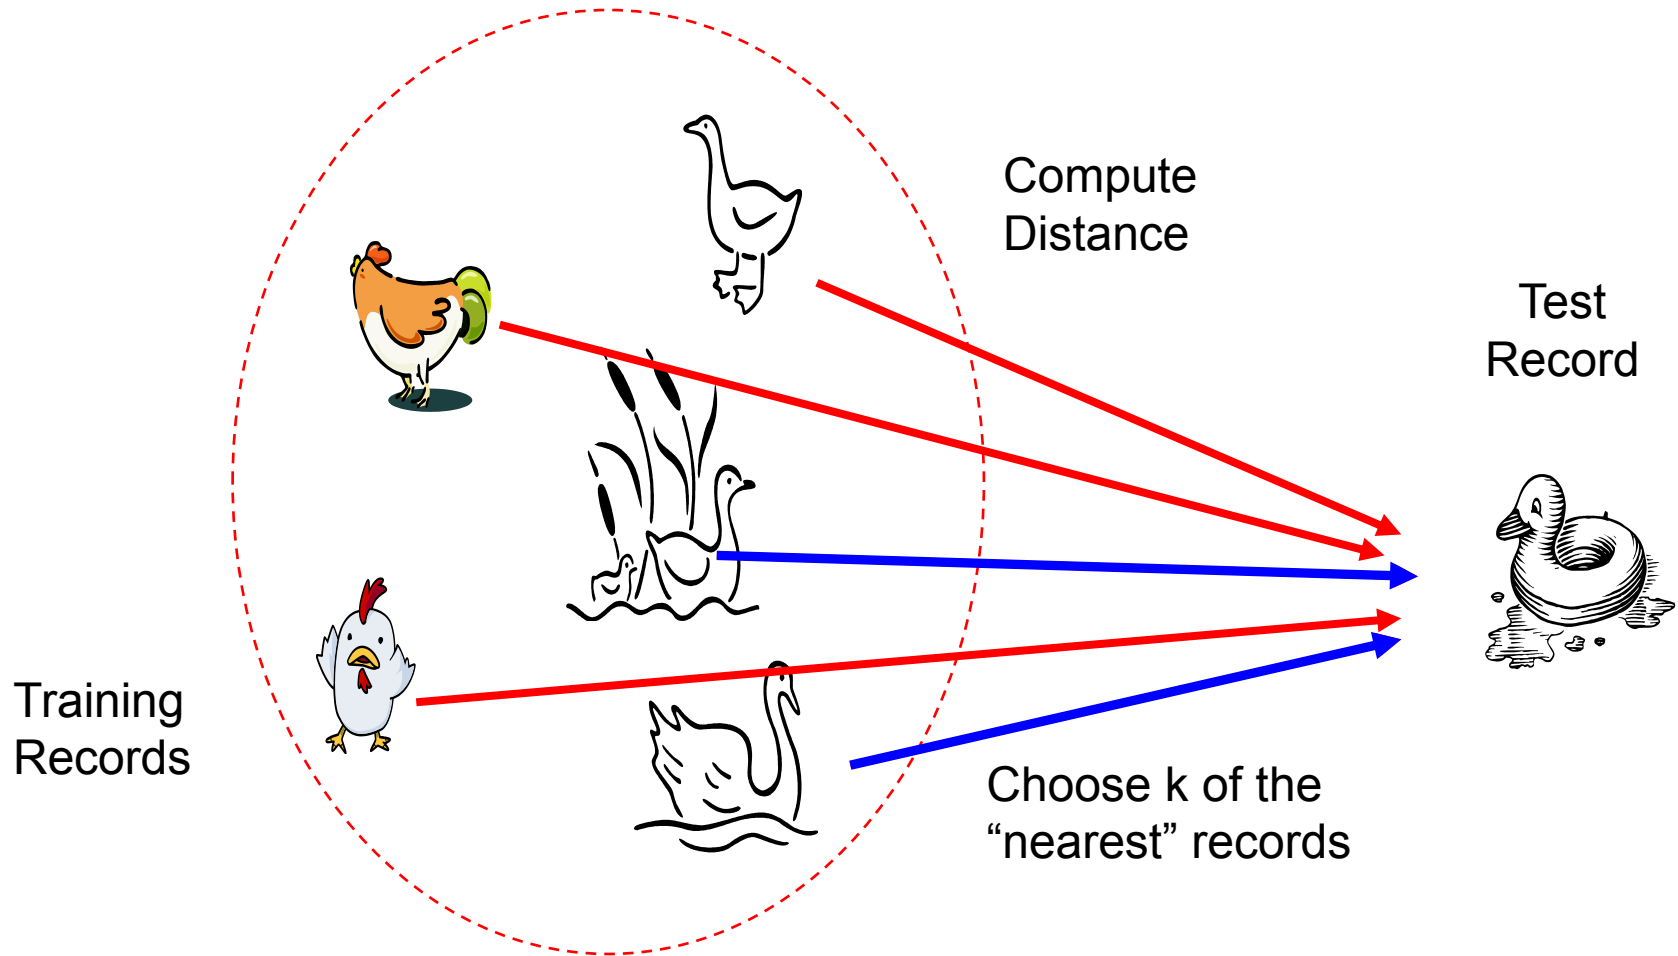 Compute
Distance
Test
Record
Training
Records
Choose k of the
“nearest” records